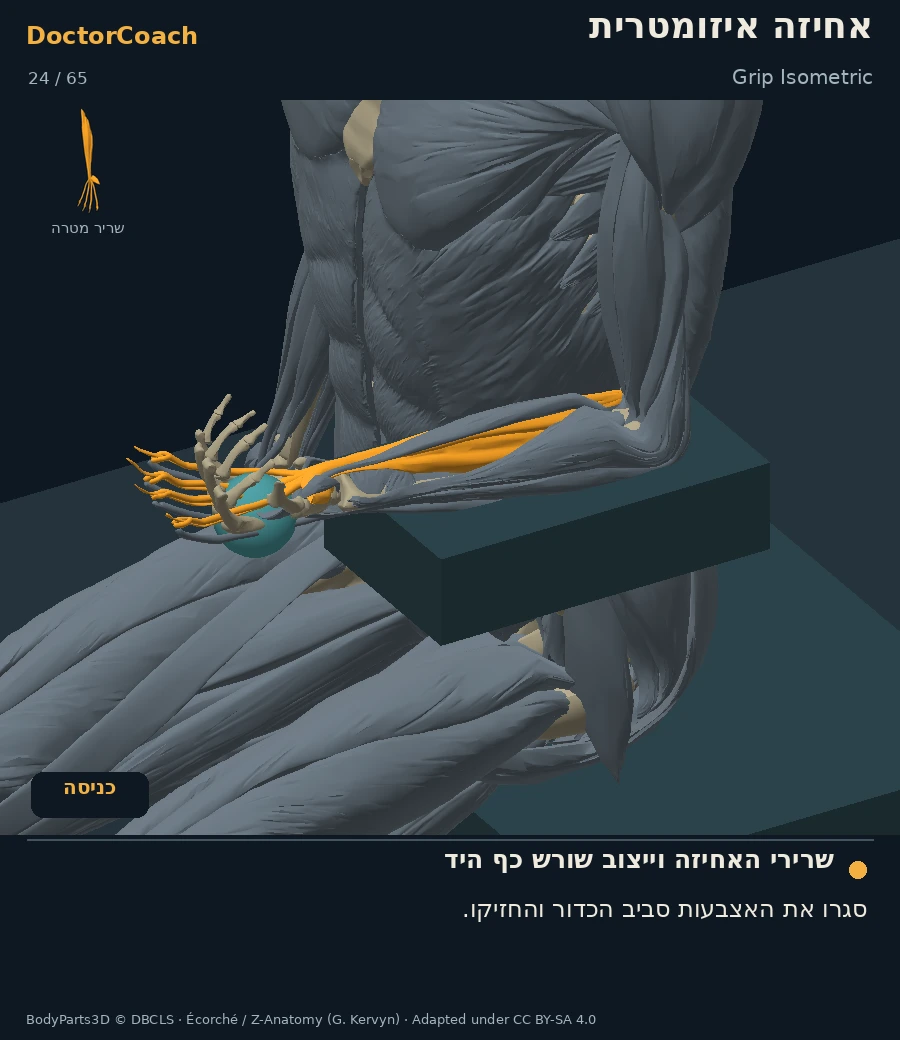 DoctorCoach
אחיזה איזומטרית
24 / 65
Grip Isometric
שריר מטרה
כניסה
שרירי האחיזה וייצוב שורש כף היד
סגרו את האצבעות סביב הכדור והחזיקו.
BodyParts3D © DBCLS · Écorché / Z-Anatomy (G. Kervyn) · Adapted under CC BY-SA 4.0